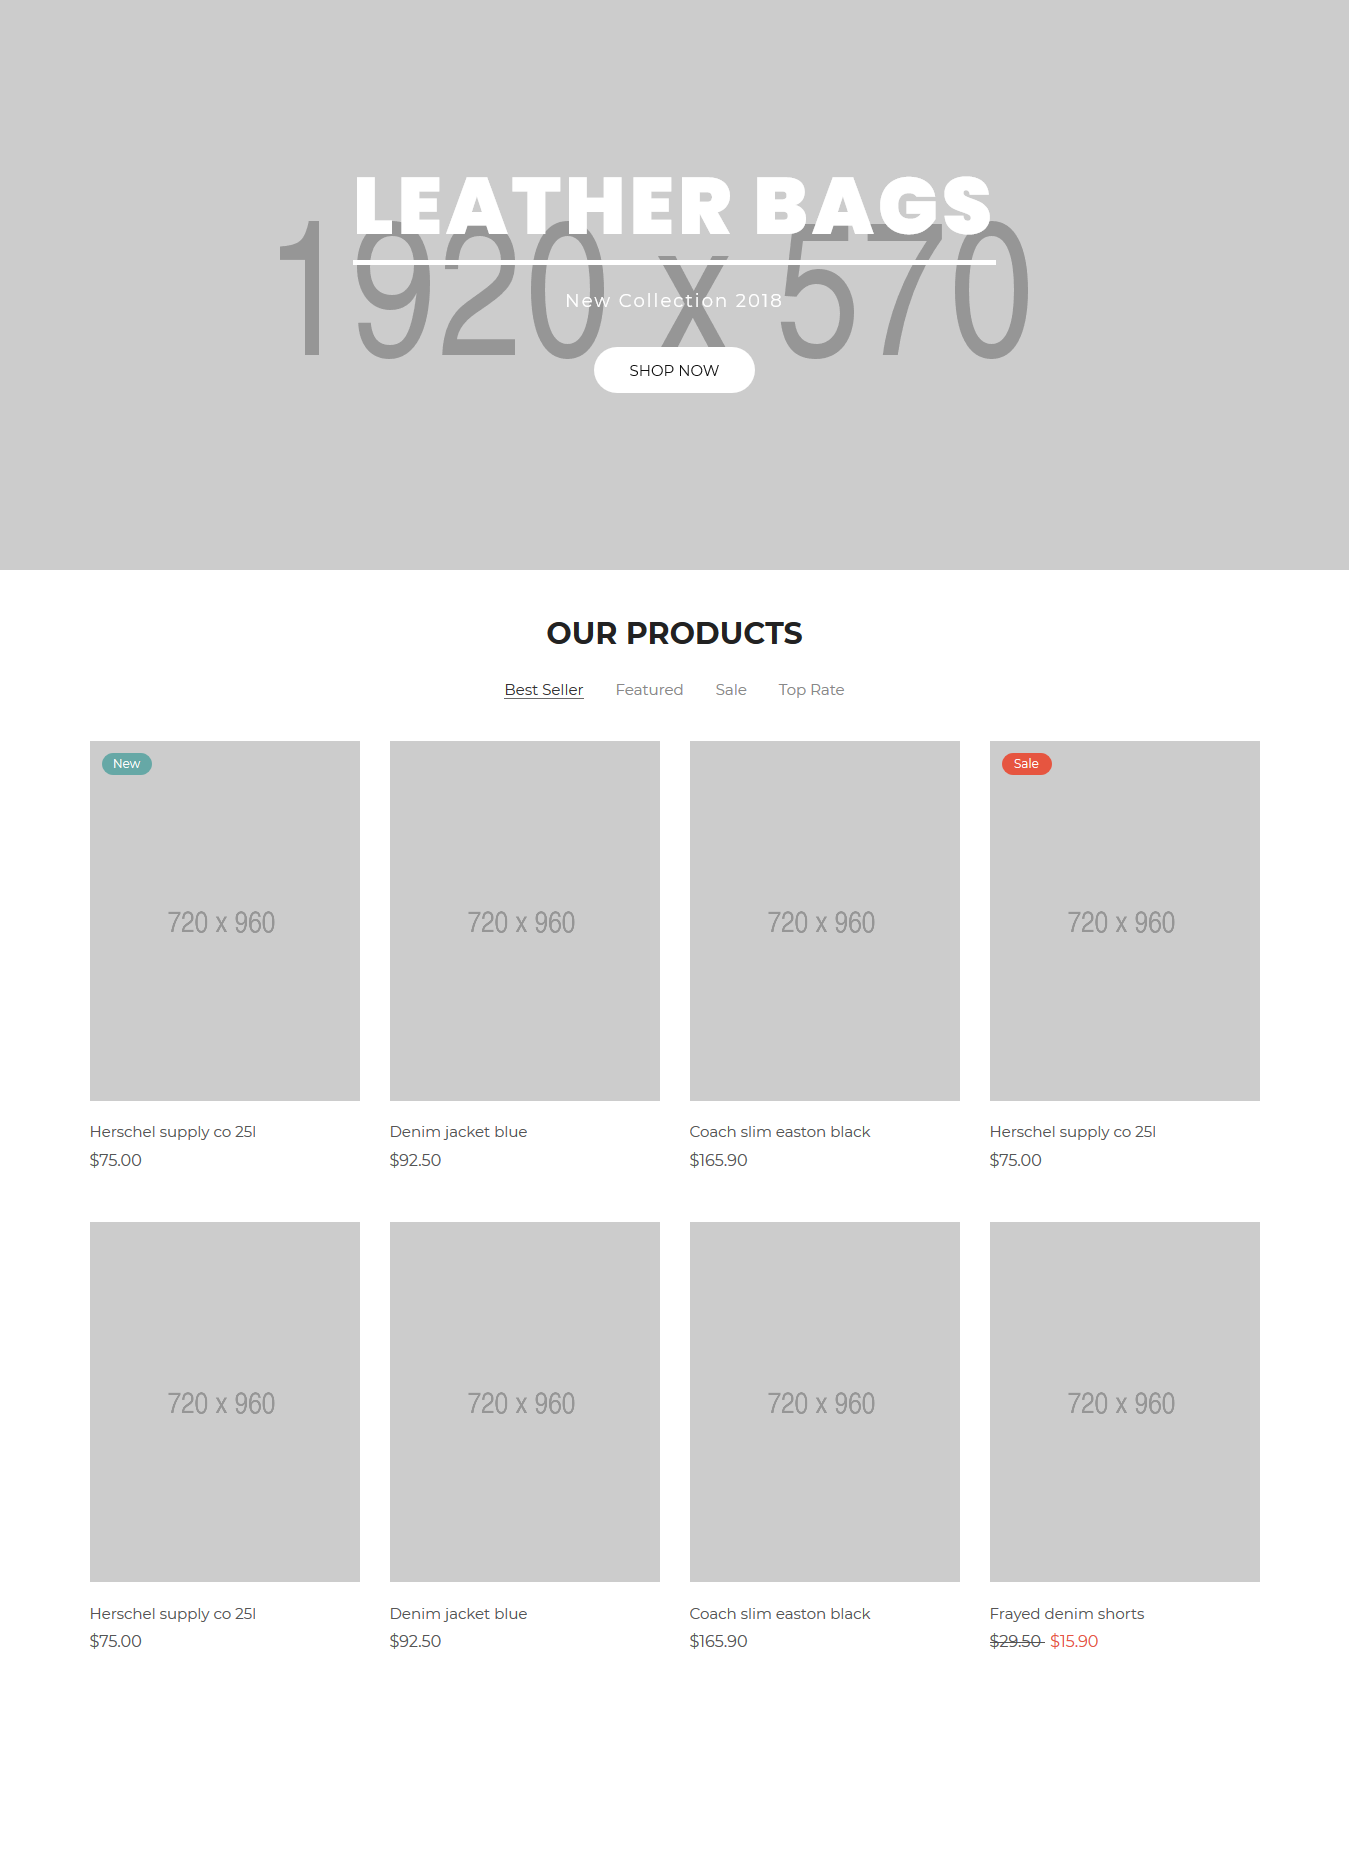 LEATHER BAGS
1920 x 570
New Collection 2018
SHOP NOW
OUR PRODUCTS
Best Seller Featured Sale Top Rate
New Sale
720 x 960 720 x 960 720 x 960 720 x 960
Herschel supply co 25l Denim jacket blue Coach slim easton black Herschel supply co 25l
$75.00 $92.50 $165.90 $75.00
720 x 960 720 x 960 720 x 960 720 x 960
Herschel supply co 25l Denim jacket blue Coach slim easton black Frayed denim shorts
$75.00 $92.50 $165.90 $29.50 $15.90